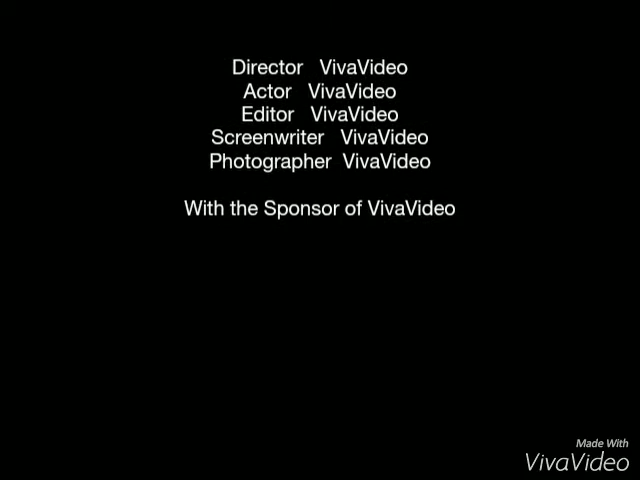 Director VivaVideo
Actor VivaVideo
Editor VivaVideo
Screenwriter VivaVideo
Photographer VivaVideo
With the Sponsor of VivaVideo
Made With
VivaVideo